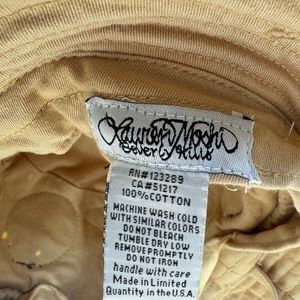 Lauren Moshi
Beverly Hills
RN#123289
CA#51217
100%COTTON
MACHINE WASH COLD
WITH SIMILAR COLORS
DO NOT BLEACH
TUMBLE DRY LOW
REMOVE PROMPTLY
DO NOT IRON
handle with care
Made in Limited
Quantity in the U.S.A.